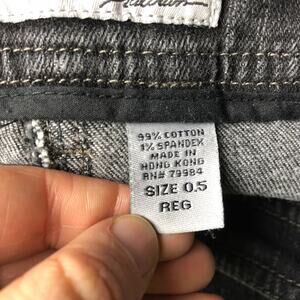 99% COTTON
1% SPANDEX
MADE IN
HONG KONG
RN# 79984
SIZE 0.5
REG